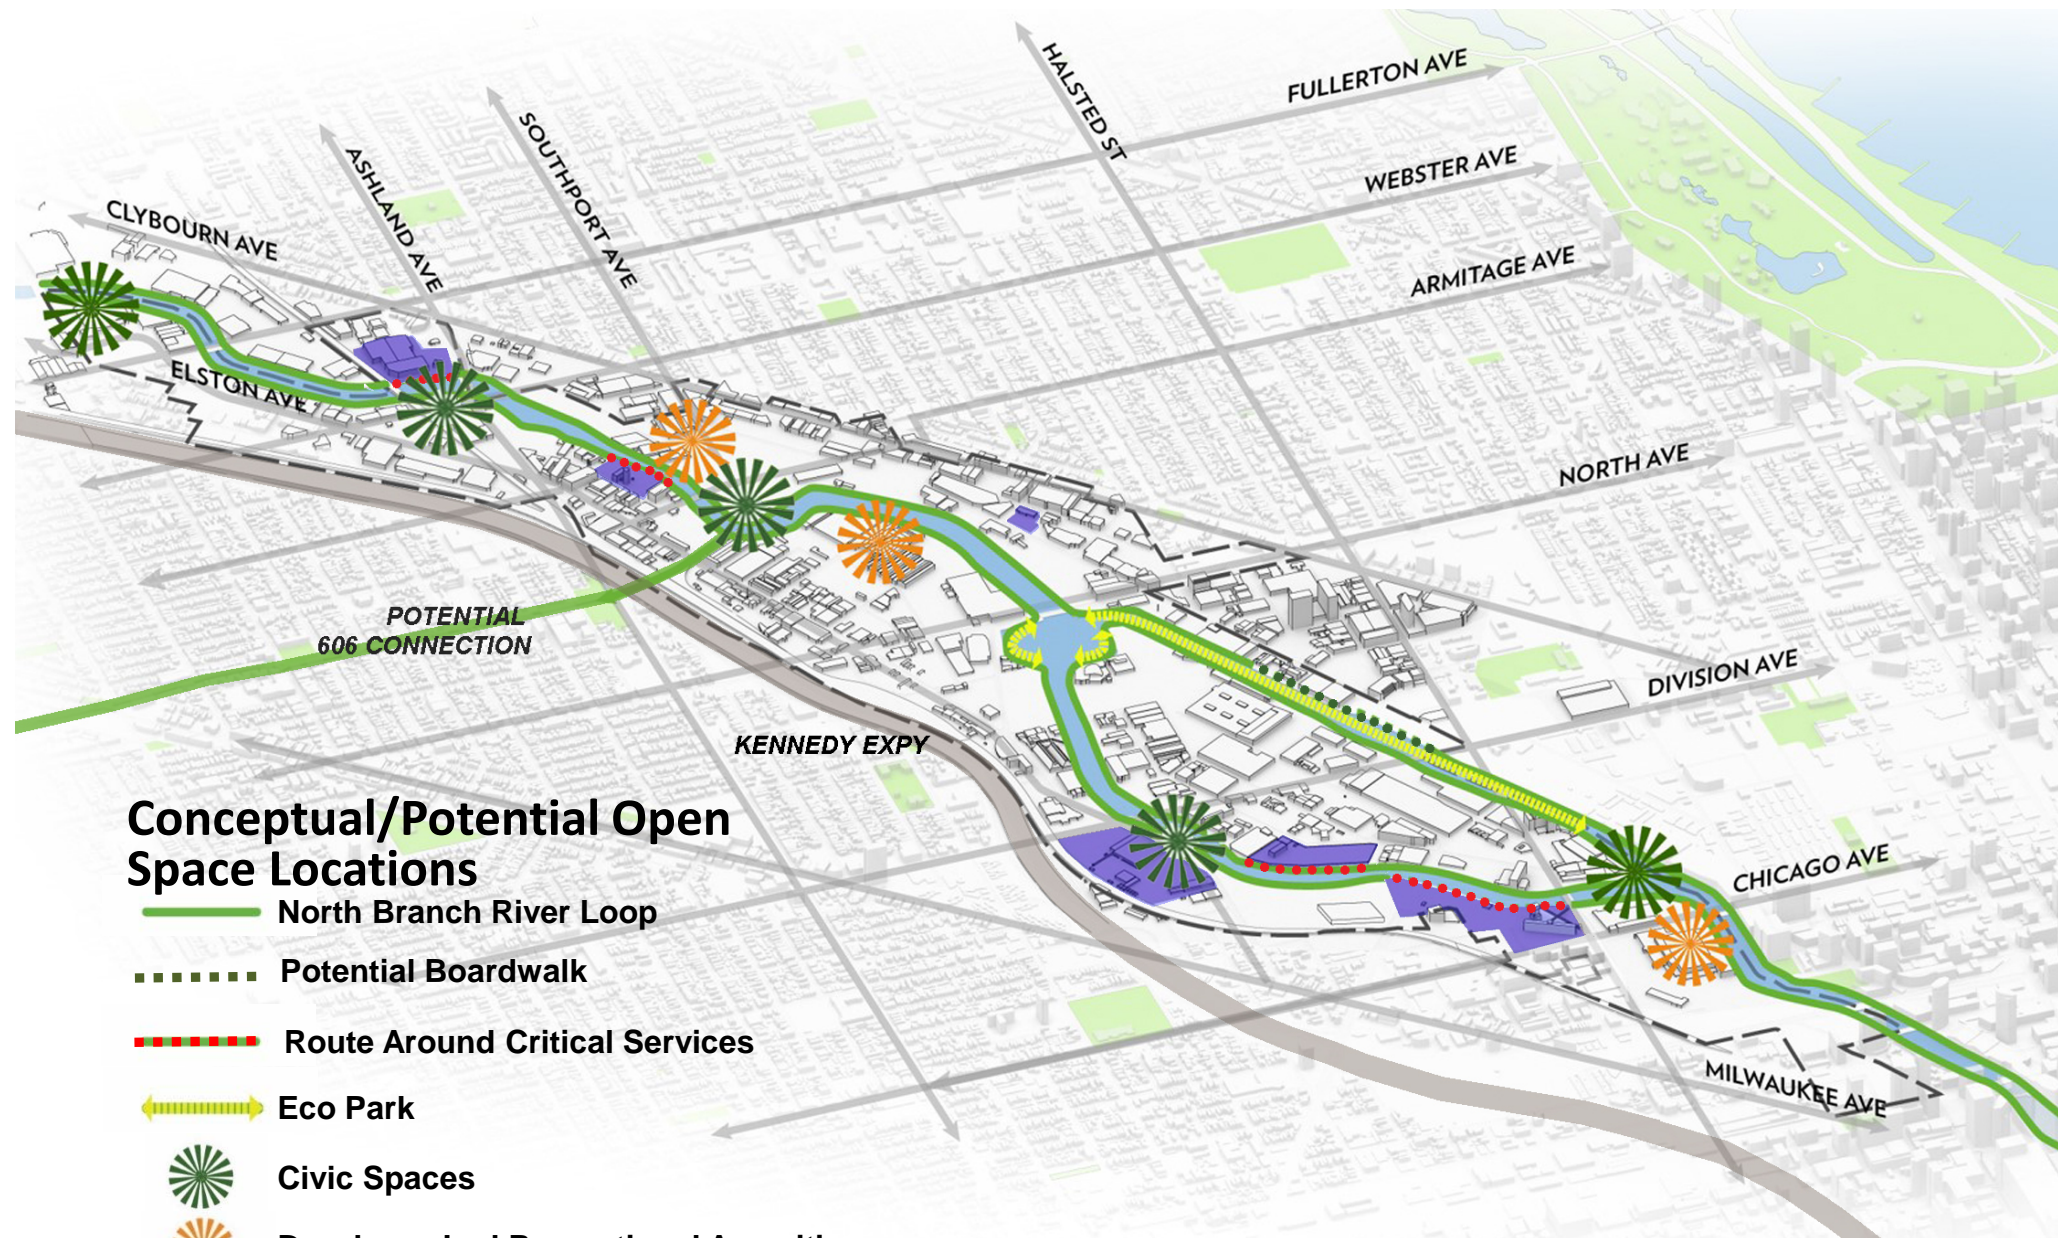 HALSTED ST
FULLERTON AVE
SOUTHPORT AVE
WEBSTER AVE
ASHLAND AVE
CLYBOURN AVE
ARMITAGE AVE
ELSTON AVE
NORTH AVE
POTENTIAL
606 CONNECTION
DIVISION AVE
KENNEDY EXPY
CHICAGO AVE
MILWAUKEE AVE
Conceptual/Potential Open
Space Locations
North Branch River Loop
Potential Boardwalk
Route Around Critical Services
Eco Park
Civic Spaces